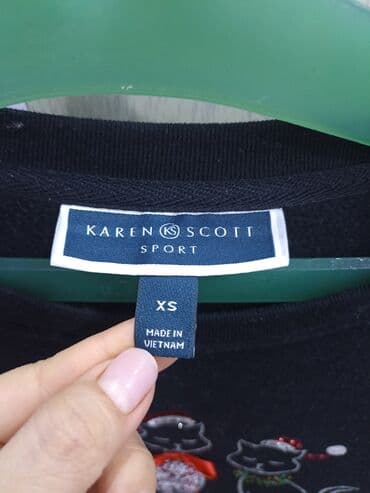 KAREN KS SCOTT
SPORT
XS
MADE IN
VIETNAM